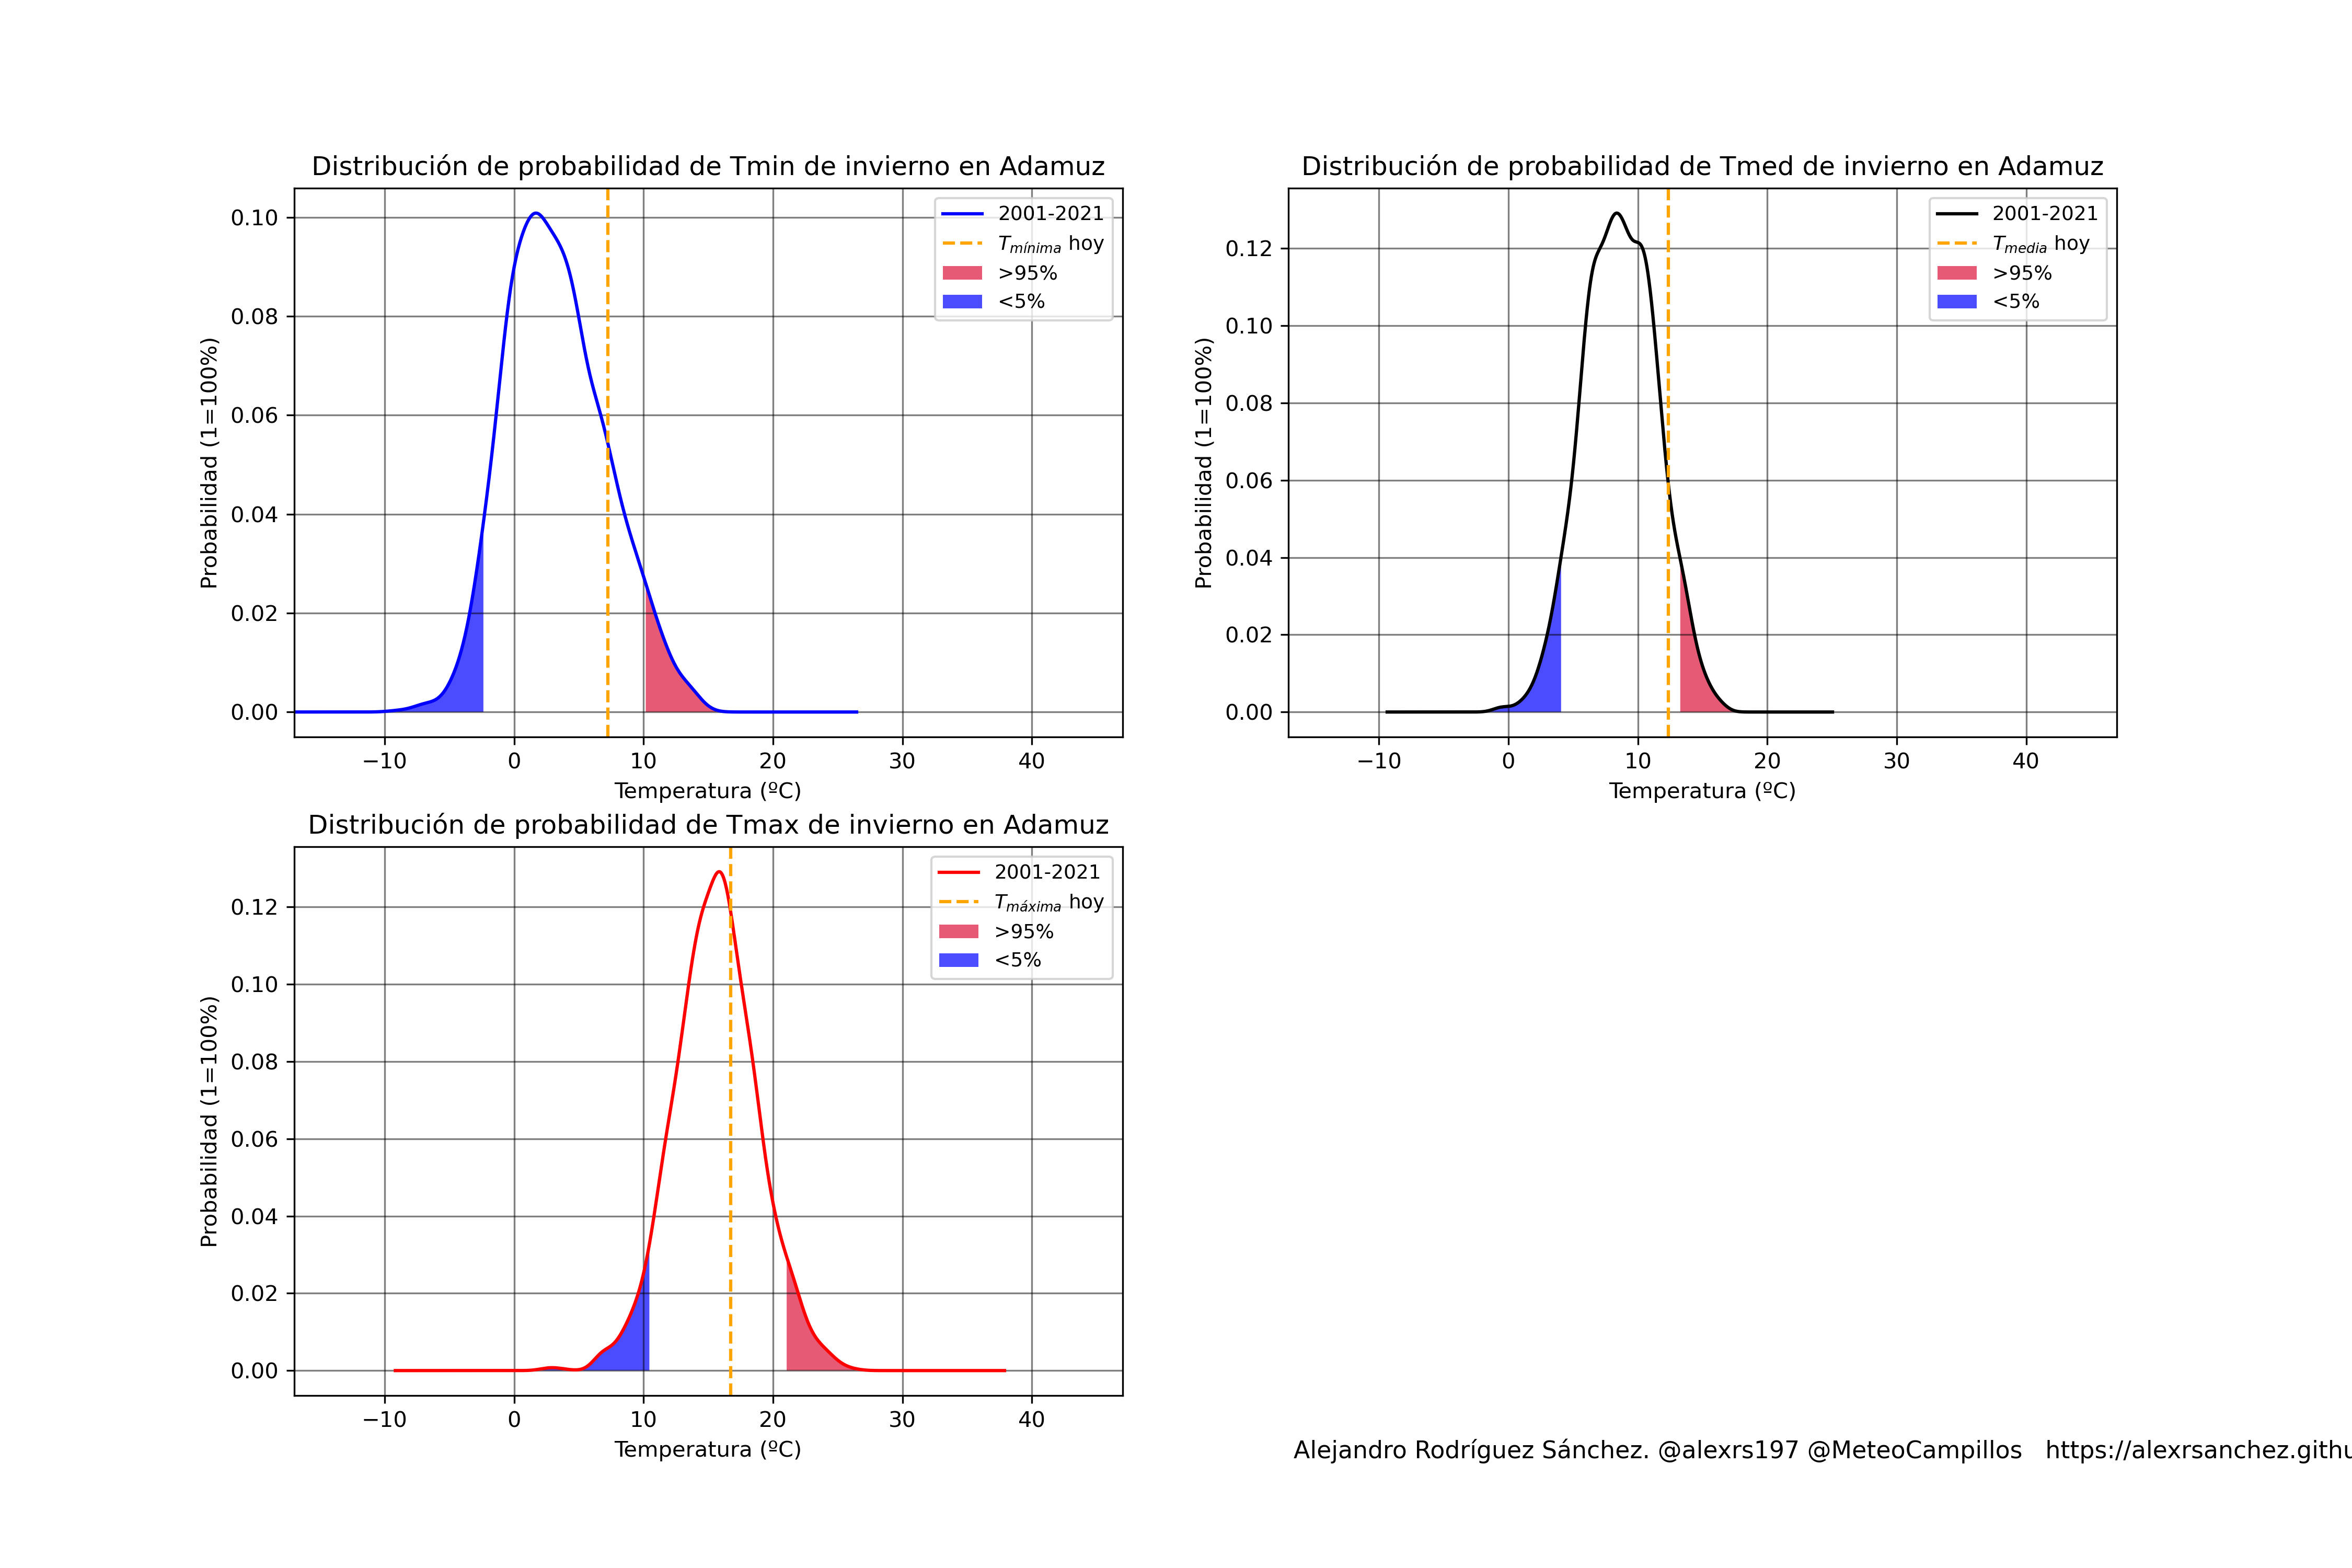 Distribución de probabilidad de Tmin de invierno en Adamuz
Probabilidad (1=100%)
0.10
0.08
0.06
0.04
0.02
0.00
2001-2021
Tmínima hoy
>95%
<5%
−10 0 10 20 30 40
Temperatura (ºC)
Distribución de probabilidad de Tmed de invierno en Adamuz
Probabilidad (1=100%)
0.12
0.10
0.08
0.06
0.04
0.02
0.00
2001-2021
Tmedia hoy
>95%
<5%
−10 0 10 20 30 40
Temperatura (ºC)
Distribución de probabilidad de Tmax de invierno en Adamuz
Probabilidad (1=100%)
0.12
0.10
0.08
0.06
0.04
0.02
0.00
2001-2021
Tmáxima hoy
>95%
<5%
−10 0 10 20 30 40
Temperatura (ºC)
Alejandro Rodríguez Sánchez. @alexrs197 @MeteoCampillos https://alexrsanchez.githu